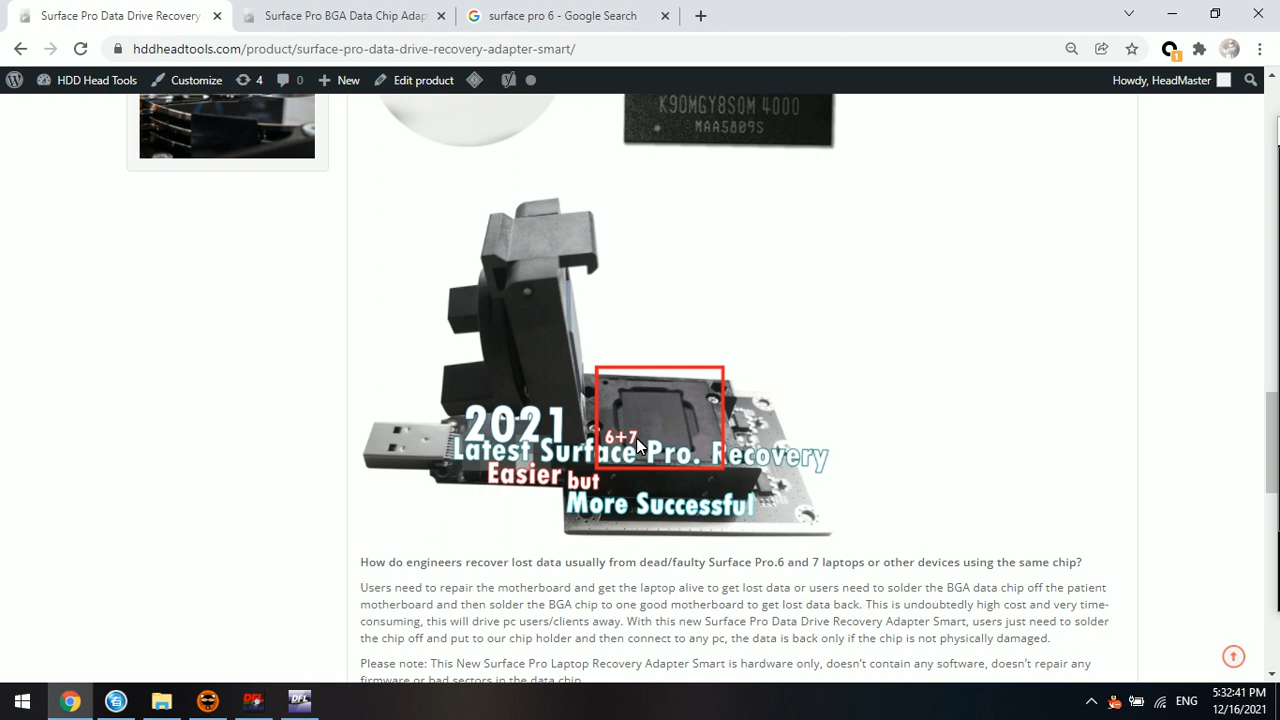 Surface Pro Data Drive Recovery
Surface Pro BGA Data Chip Adap
surface pro 6 - Google Search
hddheadtools.com/product/surface-pro-data-drive-recovery-adapter-smart/
HDD Head Tools
Customize
4
0
New
Edit product
Howdy, HeadMaster
K90MGY8S0M 4000
MAA5809S
2021
6+7
Latest Surface Pro. Recovery
Easier but
More Successful
How do engineers recover lost data usually from dead/faulty Surface Pro.6 and 7 laptops or other devices using the same chip?
Users need to repair the motherboard and get the laptop alive to get lost data or users need to solder the BGA data chip off the patient
motherboard and then solder the BGA chip to one good motherboard to get lost data back. This is undoubtedly high cost and very time-
consuming, this will drive pc users/clients away. With this new Surface Pro Data Drive Recovery Adapter Smart, users just need to solder
the chip off and put to our chip holder and then connect to any pc, the data is back only if the chip is not physically damaged.
Please note: This New Surface Pro Laptop Recovery Adapter Smart is hardware only, doesn't contain any software, doesn't repair any
firmware or bad sectors in the data chip.
DFL
DFL
ENG
5:32:41 PM
12/16/2021